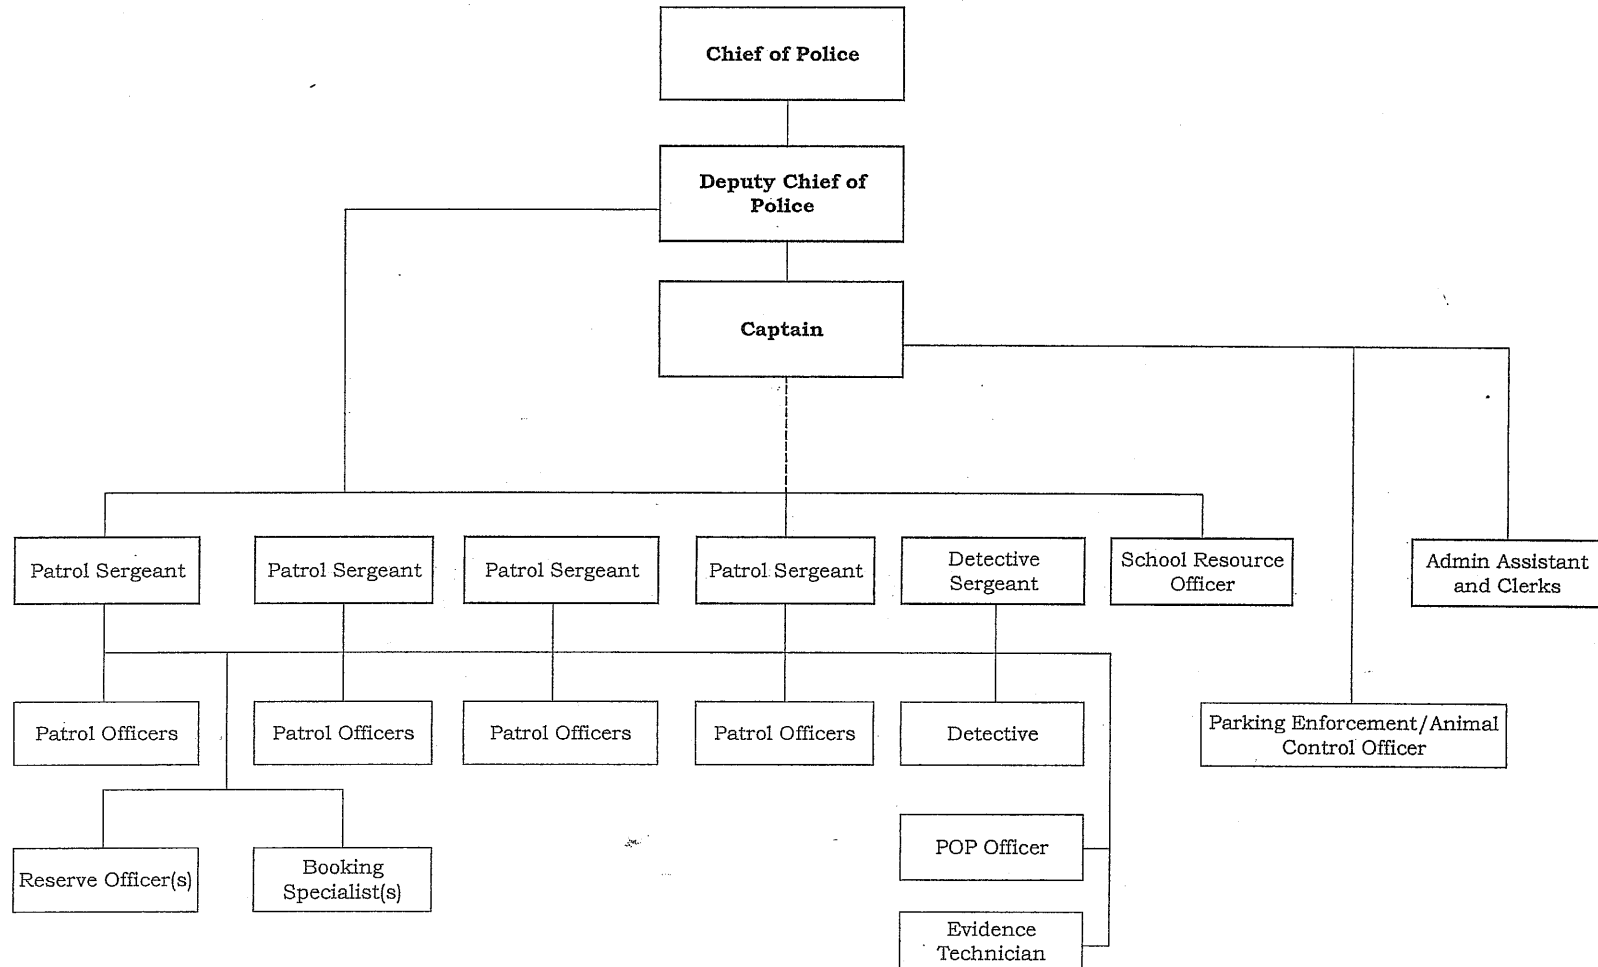 Chief of Police
Deputy Chief of
Police
Captain
Patrol Sergeant
Patrol Sergeant
Patrol Sergeant
Patrol Sergeant
Detective
Sergeant
School Resource
Officer
Admin Assistant
and Clerks
Patrol Officers
Patrol Officers
Patrol Officers
Patrol Officers
Detective
Parking Enforcement/Animal
Control Officer
POP Officer
Reserve Officer(s)
Booking
Specialist(s)
Evidence
Technician